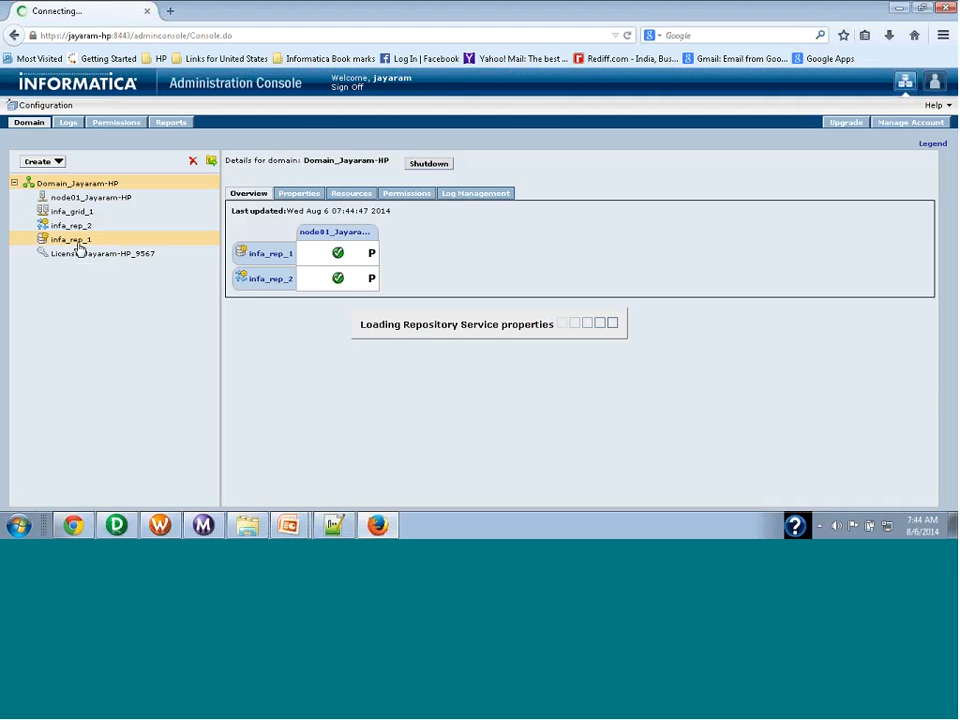 Connecting...
https://jayaram-hp:8443/adminconsole/Console.do
Google
Most Visited Getting Started HP Links for United States Informatica Book marks Log In | Facebook Yahoo! Mail: The best ... Rediff.com - India, Bus... Gmail: Email from Goo... Google Apps
INFORMATICA Administration Console Welcome, jayaram
Sign Off
Configuration Help
Domain Logs Permissions Reports Upgrade Manage Account
Legend
Create Details for domain: Domain_Jayaram-HP Shutdown
Domain_Jayaram-HP
node01_Jayaram-HP
infa_grid_1
infa_rep_2
infa_rep_1
Licens Jayaram-HP_9567
Overview Properties Resources Permissions Log Management
Last updated:Wed Aug 6 07:44:47 2014
node01_Jayara...
infa_rep_1 P
infa_rep_2 P
Loading Repository Service properties
7:44 AM
8/6/2014